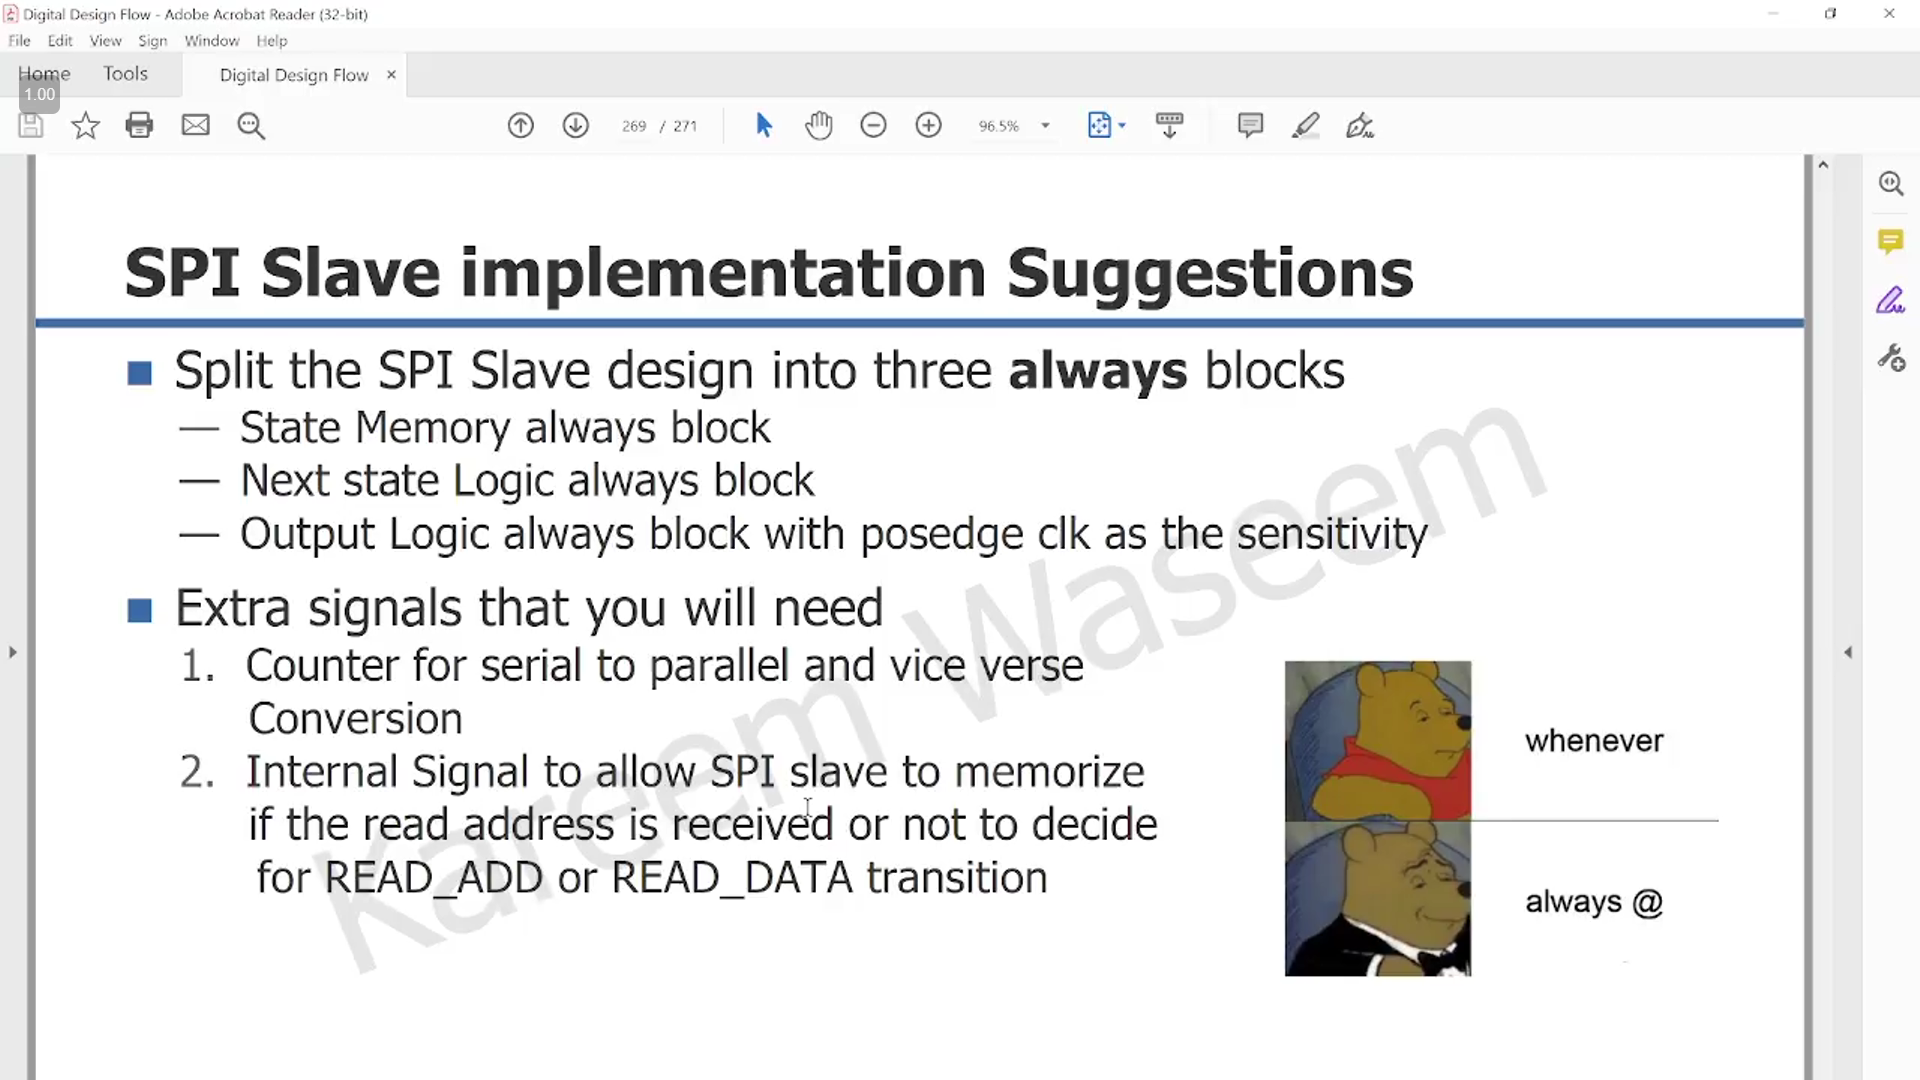 Digital Design Flow - Adobe Acrobat Reader (32-bit)
File Edit View Sign Window Help
Home Tools Digital Design Flow ×
1.00
269 / 271 96.5%
SPI Slave implementation Suggestions
Split the SPI Slave design into three always blocks
— State Memory always block
— Next state Logic always block
— Output Logic always block with posedge clk as the sensitivity
Extra signals that you will need
1. Counter for serial to parallel and vice verse
Conversion
2. Internal Signal to allow SPI slave to memorize
if the read address is received or not to decide
for READ_ADD or READ_DATA transition
whenever
always @
Kareem Waseem